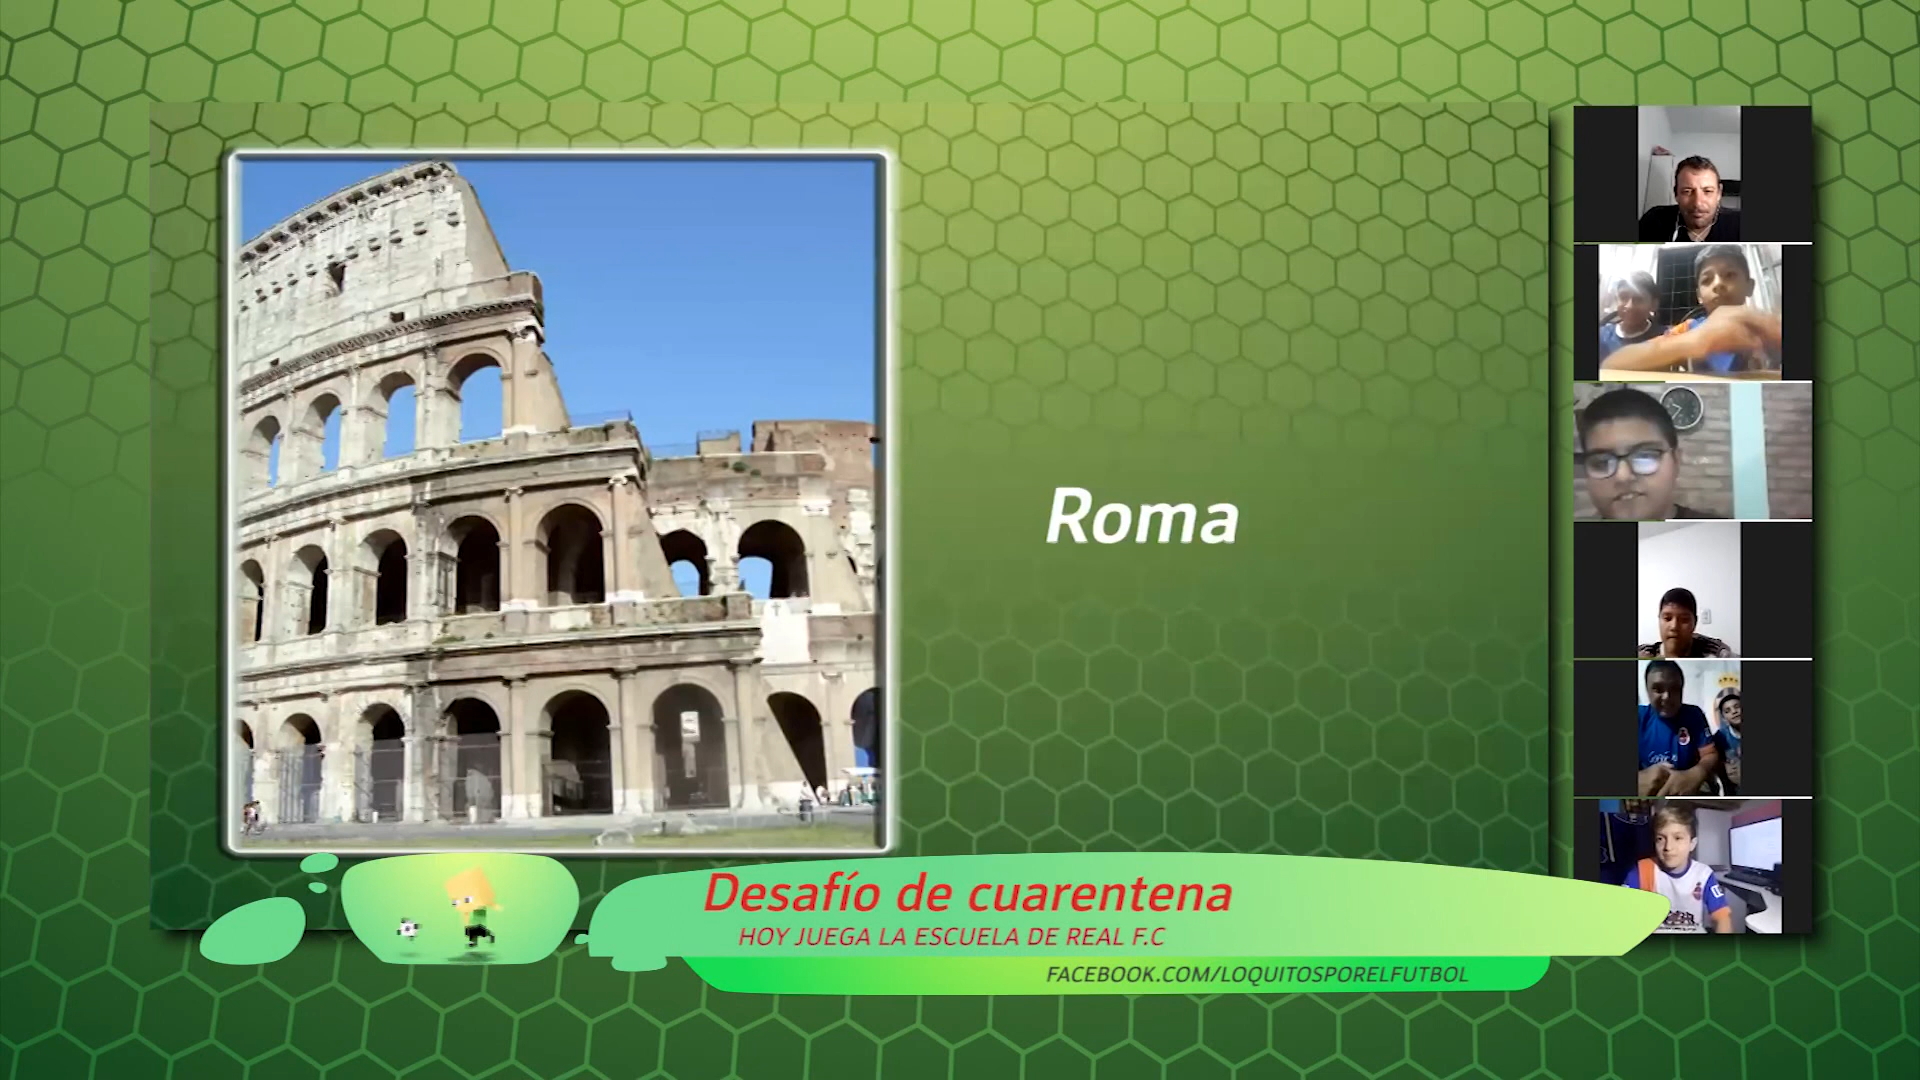 Roma
Desafío de cuarentena
HOY JUEGA LA ESCUELA DE REAL F.C
FACEBOOK.COM/LOQUITOSPORELFUTBOL